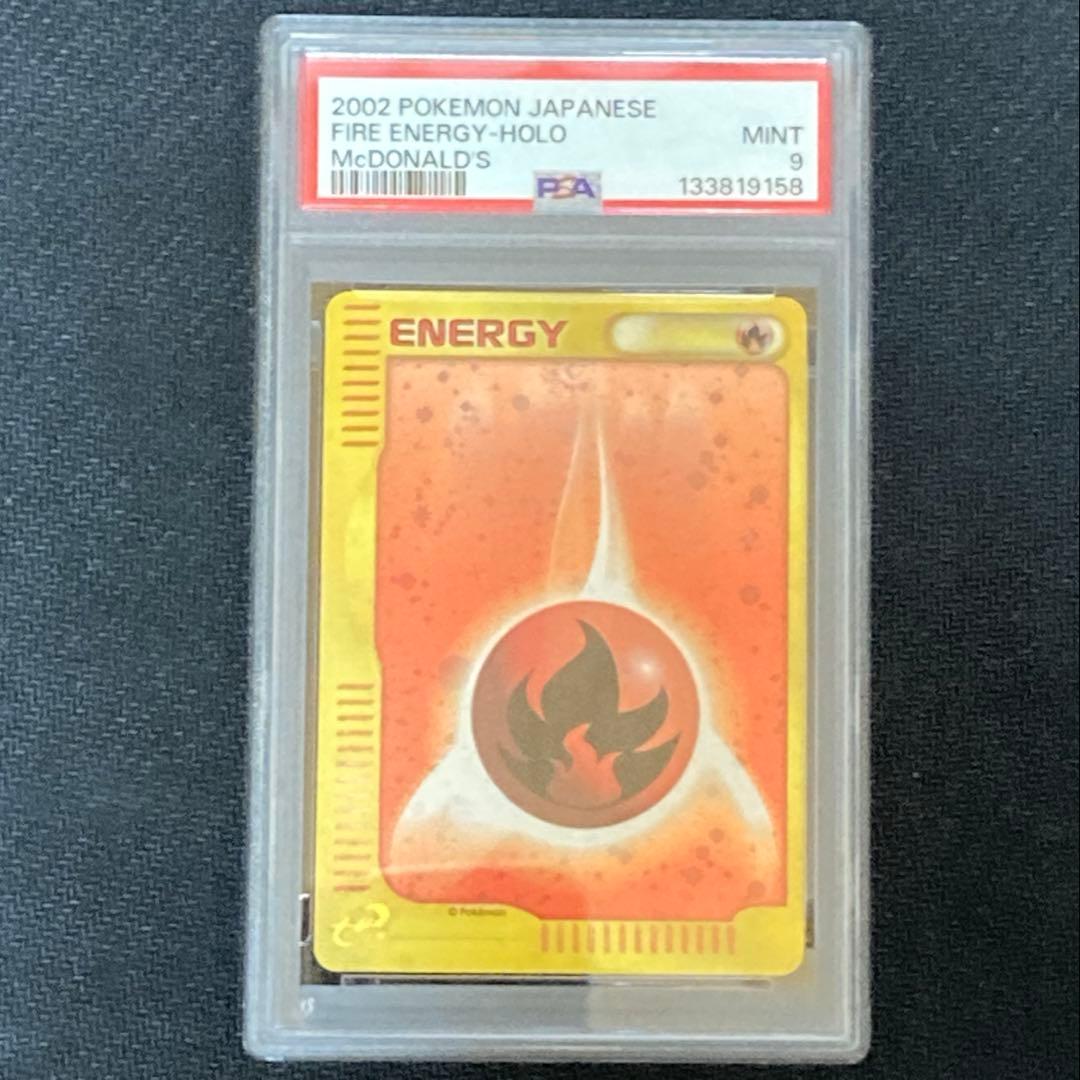 2002 POKEMON JAPANESE
FIRE ENERGY-HOLO
MINT
McDONALD'S
9
PSA
133819158
ENERGY
© Pokémon